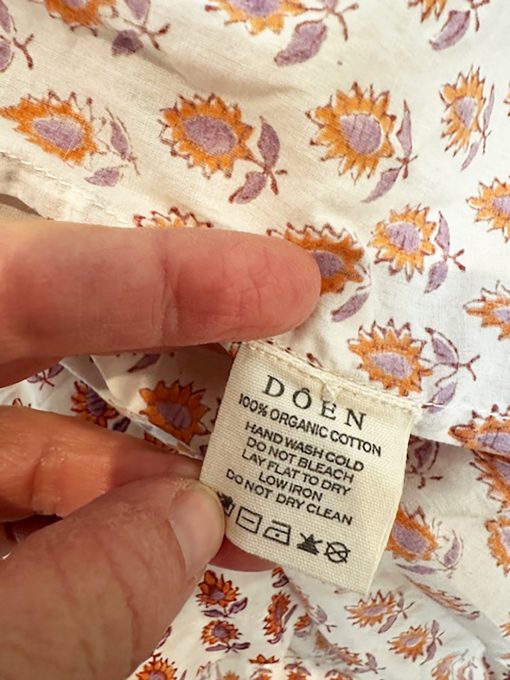 DÔEN
100% ORGANIC COTTON
HAND WASH COLD
DO NOT BLEACH
LAY FLAT TO DRY
LOW IRON
DO NOT DRY CLEAN